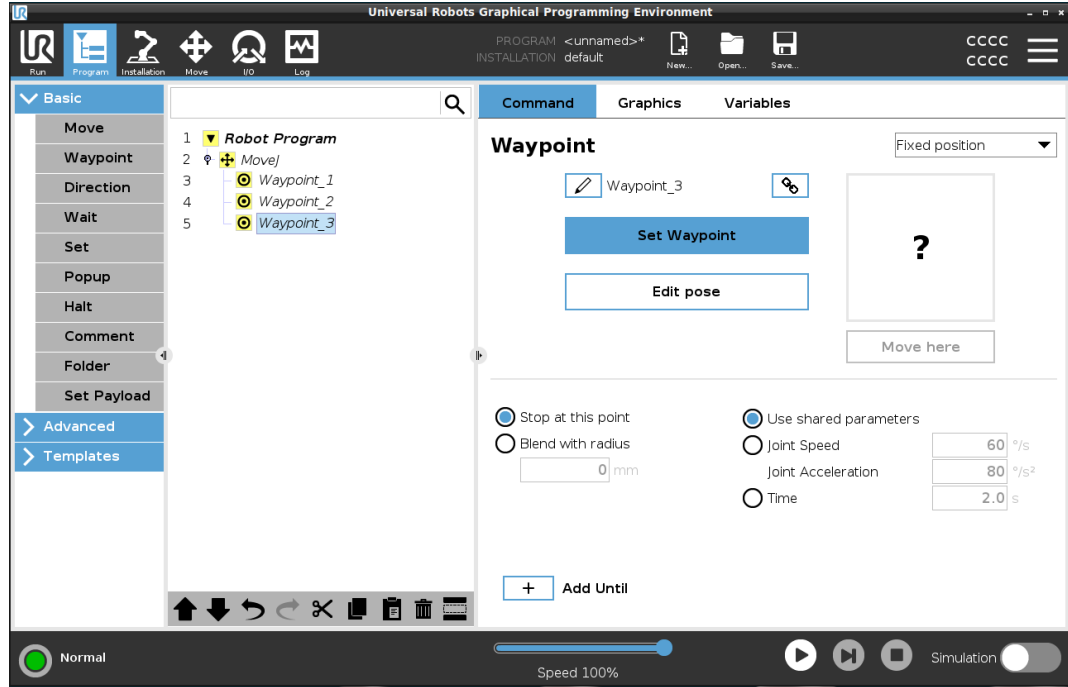 UR
Universal Robots Graphical Programming Environment
UR
Run
Program
Installation
Move
I/O
Log
PROGRAM <unnamed>*
INSTALLATION default
New...
Open...
Save...
CCCC
CCCC
Basic
Move
Waypoint
Direction
Wait
Set
Popup
Halt
Comment
Folder
Set Payload
Advanced
Templates
1 Robot Program
2 MoveJ
3 Waypoint_1
4 Waypoint_2
5 Waypoint_3
Command Graphics Variables
Waypoint
Fixed position
Waypoint_3
Set Waypoint
Edit pose
?
Move here
Stop at this point
Blend with radius
0 mm
Use shared parameters
Joint Speed 60 °/s
Joint Acceleration 80 °/s²
Time 2.0 s
+ Add Until
Normal
Speed 100%
Simulation